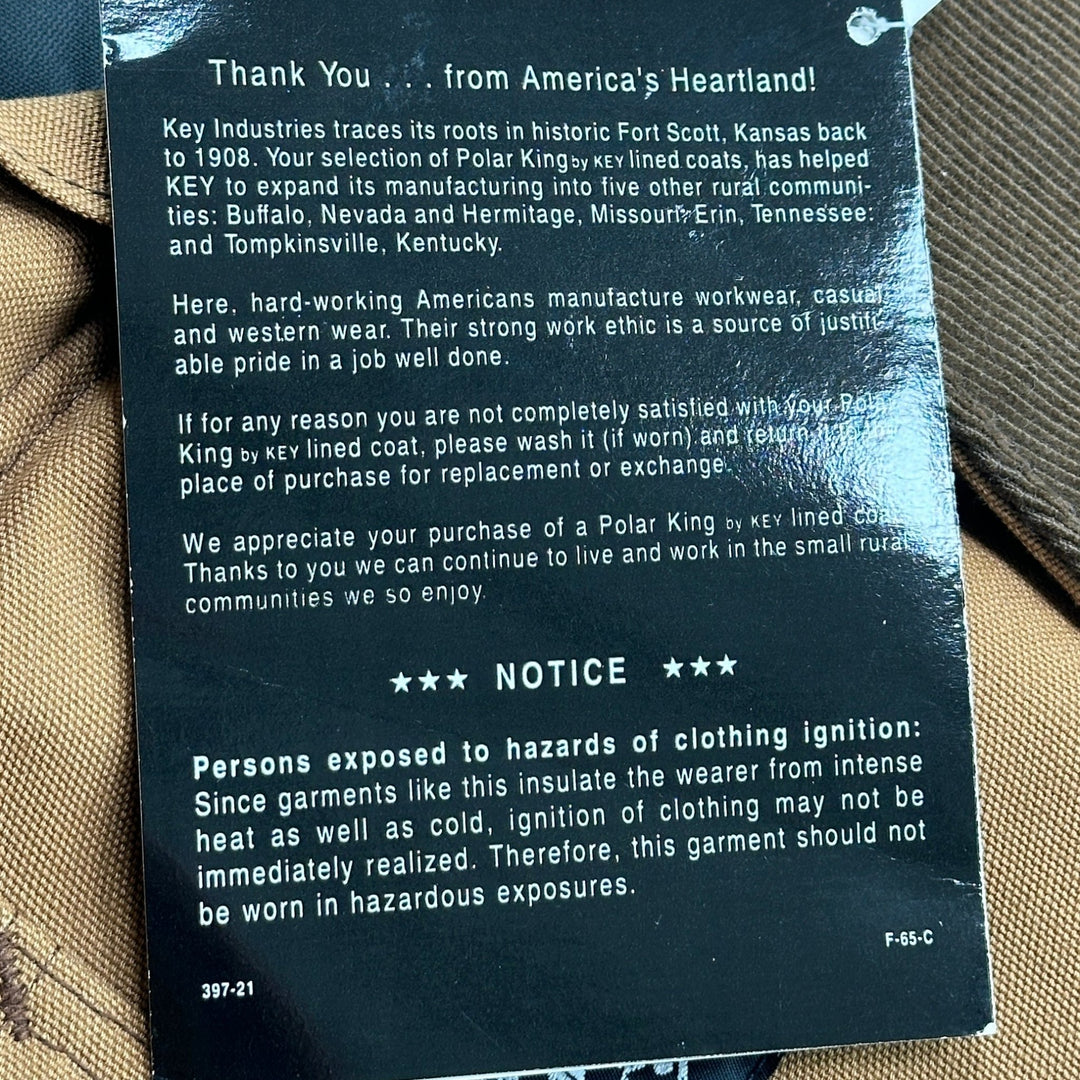 Thank You . . . from America's Heartland!
Key Industries traces its roots in historic Fort Scott, Kansas back
to 1908. Your selection of Polar King by KEY lined coats, has helped
KEY to expand its manufacturing into five other rural communi-
ties: Buffalo, Nevada and Hermitage, Missouri; Erin, Tennessee:
and Tompkinsville, Kentucky.
Here, hard-working Americans manufacture workwear, casual
and western wear. Their strong work ethic is a source of justifi-
able pride in a job well done.
If for any reason you are not completely satisfied with your Polar
King by KEY lined coat, please wash it (if worn) and return it to the
place of purchase for replacement or exchange.
We appreciate your purchase of a Polar King by KEY lined
Thanks to you we can continue to live and work in the small rural
communities we so enjoy.
★★★ NOTICE ★★★
Persons exposed to hazards of clothing ignition:
Since garments like this insulate the wearer from intense
heat as well as cold, ignition of clothing may not be
immediately realized. Therefore, this garment should not
be worn in hazardous exposures.
F-65-C
397-21